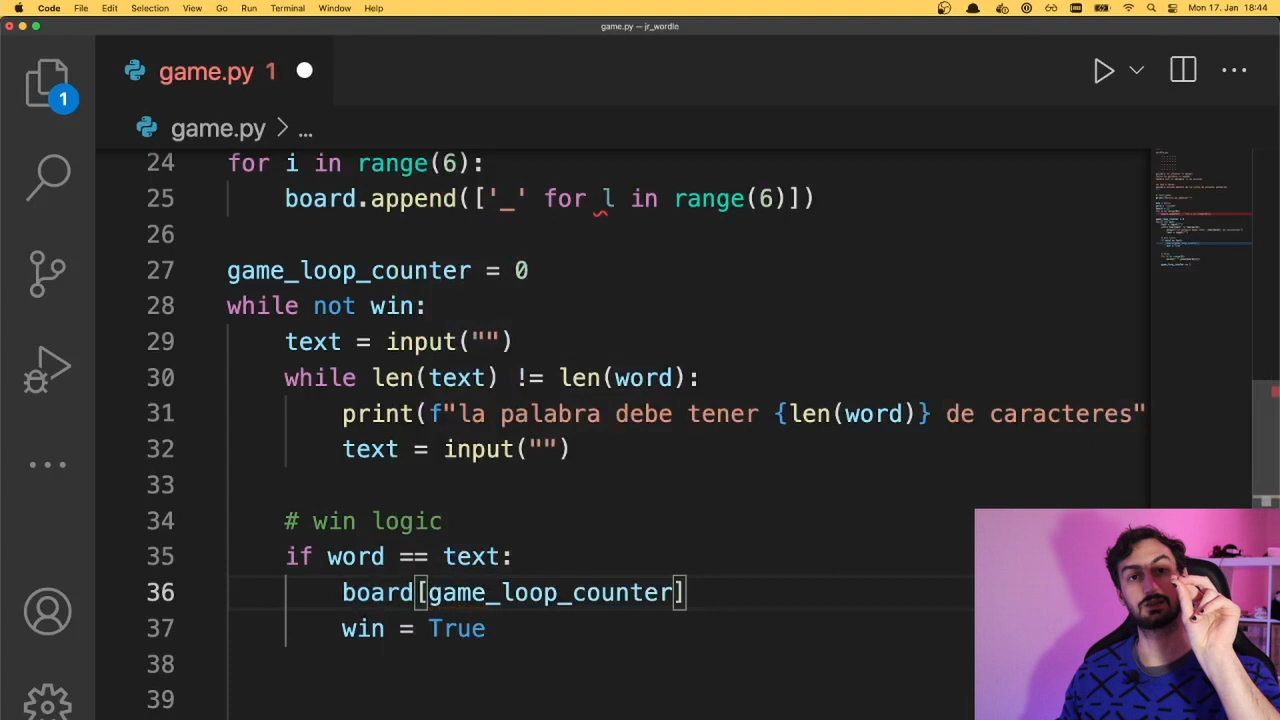 Code File Edit Selection View Go Run Terminal Window Help Mon 17. Jan 18:44
game.py — jr_wordle
game.py 1
game.py > ...
1
24 for i in range(6):
25 board.append(['_' for l in range(6)])
26
27 game_loop_counter = 0
28 while not win:
29 text = input("")
30 while len(text) != len(word):
31 print(f"la palabra debe tener {len(word)} de caracteres"
32 text = input("")
33
34 # win logic
35 if word == text:
36 board[game_loop_counter]
37 win = True
38
39